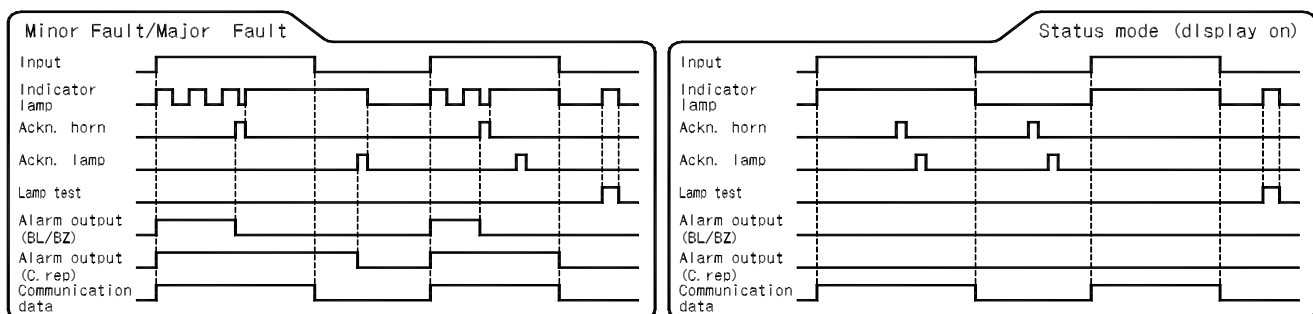 Minor Fault/Major Fault
Input
Indicator
lamp
Ackn. horn
Ackn. lamp
Lamp test
Alarm output
(BL/BZ)
Alarm output
(C.rep)
Communication
data
Status mode (dIsplay on)
Input
Indicator
lamp
Ackn. horn
Ackn. lamp
Lamp test
Alarm output
(BL/BZ)
Alarm output
(C.rep)
Communication
data